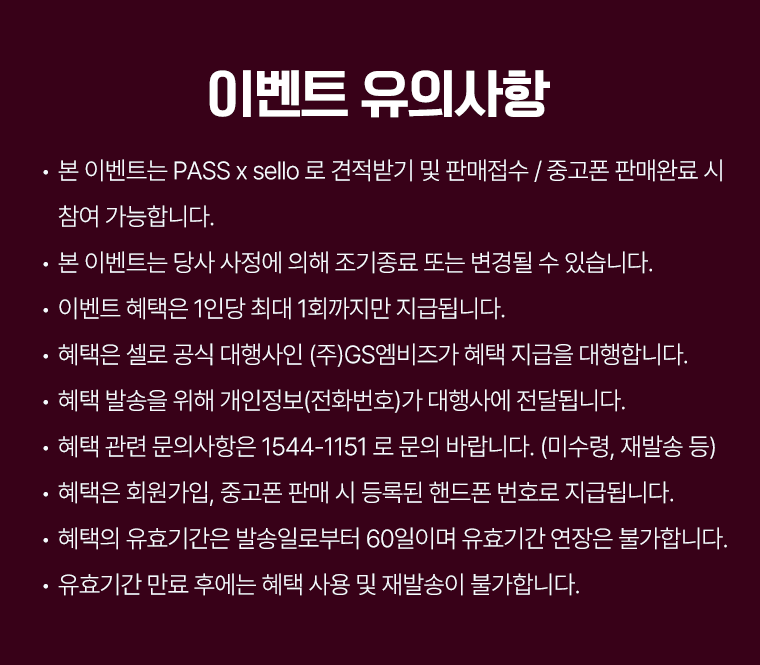 이벤트 유의사항
• 본 이벤트는 PASS x sello 로 견적받기 및 판매접수 / 중고폰 판매완료 시
참여 가능합니다.
• 본 이벤트는 당사 사정에 의해 조기종료 또는 변경될 수 있습니다.
• 이벤트 혜택은 1인당 최대 1회까지만 지급됩니다.
• 혜택은 셀로 공식 대행사인 (주)GS엠비즈가 혜택 지급을 대행합니다.
• 혜택 발송을 위해 개인정보(전화번호)가 대행사에 전달됩니다.
• 혜택 관련 문의사항은 1544-1151 로 문의 바랍니다. (미수령, 재발송 등)
• 혜택은 회원가입, 중고폰 판매 시 등록된 핸드폰 번호로 지급됩니다.
• 혜택의 유효기간은 발송일로부터 60일이며 유효기간 연장은 불가합니다.
• 유효기간 만료 후에는 혜택 사용 및 재발송이 불가합니다.